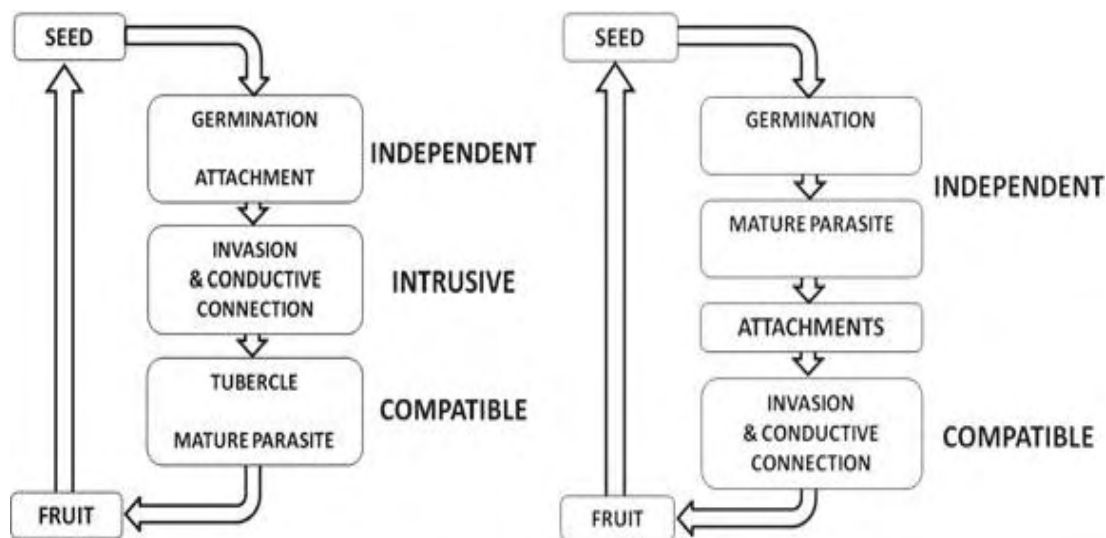 SEED
GERMINATION
ATTACHMENT
INDEPENDENT
INVASION
& CONDUCTIVE
CONNECTION
INTRUSIVE
TUBERCLE
MATURE PARASITE
COMPATIBLE
FRUIT
SEED
GERMINATION
INDEPENDENT
MATURE PARASITE
ATTACHMENTS
INVASION
& CONDUCTIVE
CONNECTION
COMPATIBLE
FRUIT